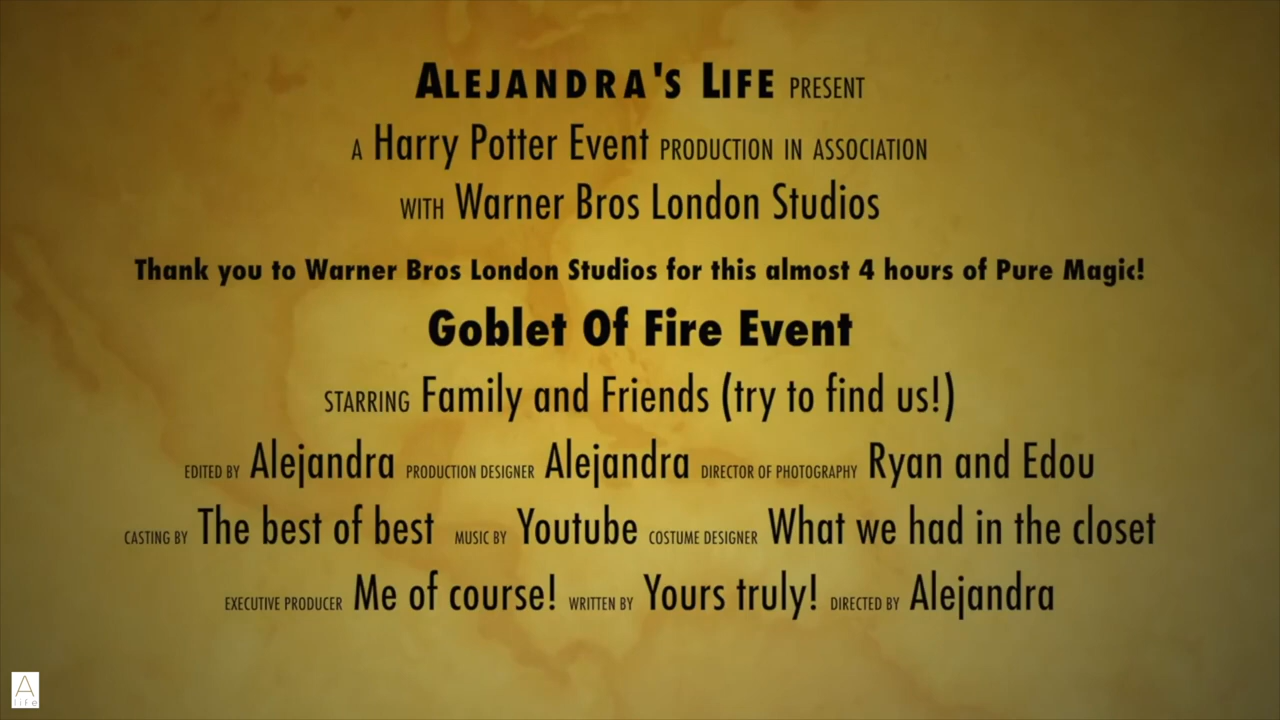 ALEJANDRA'S LIFE PRESENT
A Harry Potter Event PRODUCTION IN ASSOCIATION
WITH Warner Bros London Studios
Thank you to Warner Bros London Studios for this almost 4 hours of Pure Magic!
Goblet Of Fire Event
STARRING Family and Friends (try to find us!)
EDITED BY Alejandra PRODUCTION DESIGNER Alejandra DIRECTOR OF PHOTOGRAPHY Ryan and Edou
CASTING BY The best of best MUSIC BY Youtube COSTUME DESIGNER What we had in the closet
EXECUTIVE PRODUCER Me of course! WRITTEN BY Yours truly! DIRECTED BY Alejandra
A
life